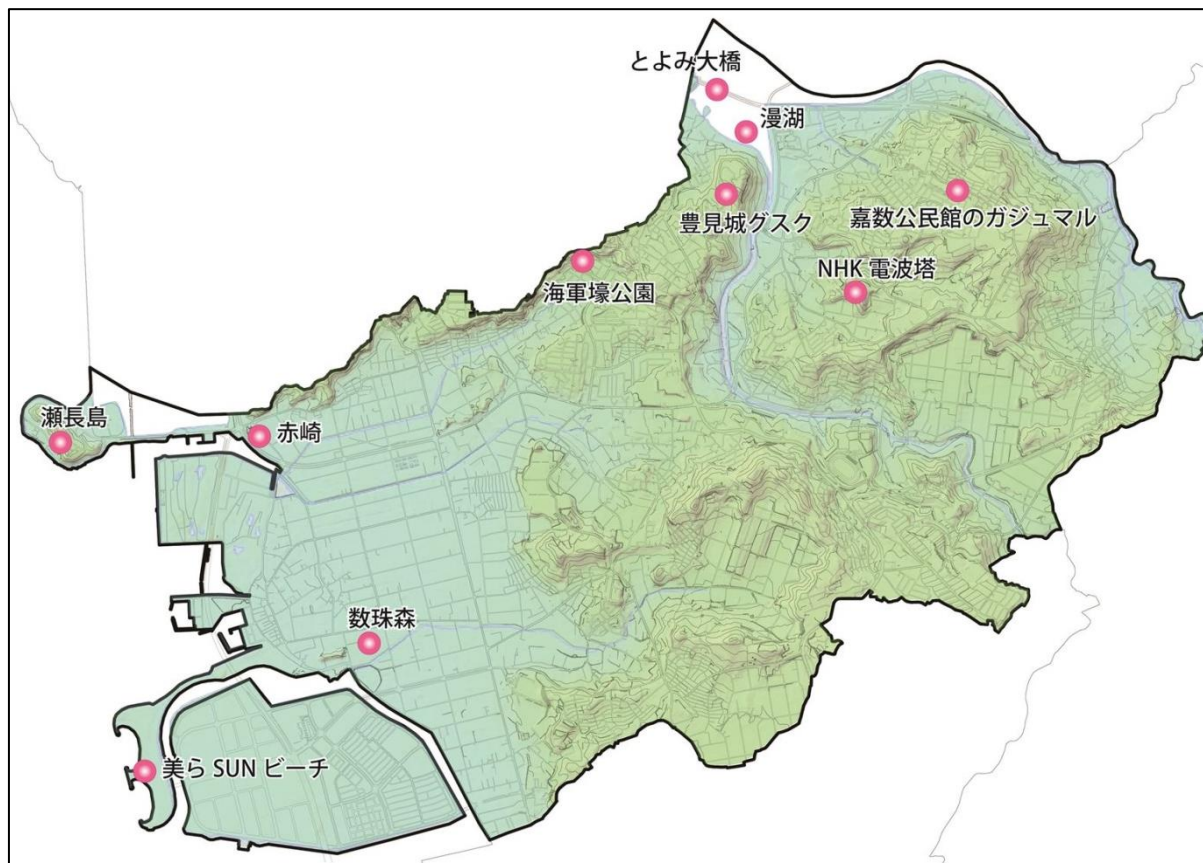 とよみ大橋
漫湖
豊見城グスク
嘉数公民館のガジュマル
海軍壕公園
NHK 電波塔
瀬長島
赤崎
数珠森
美ら SUN ビーチ